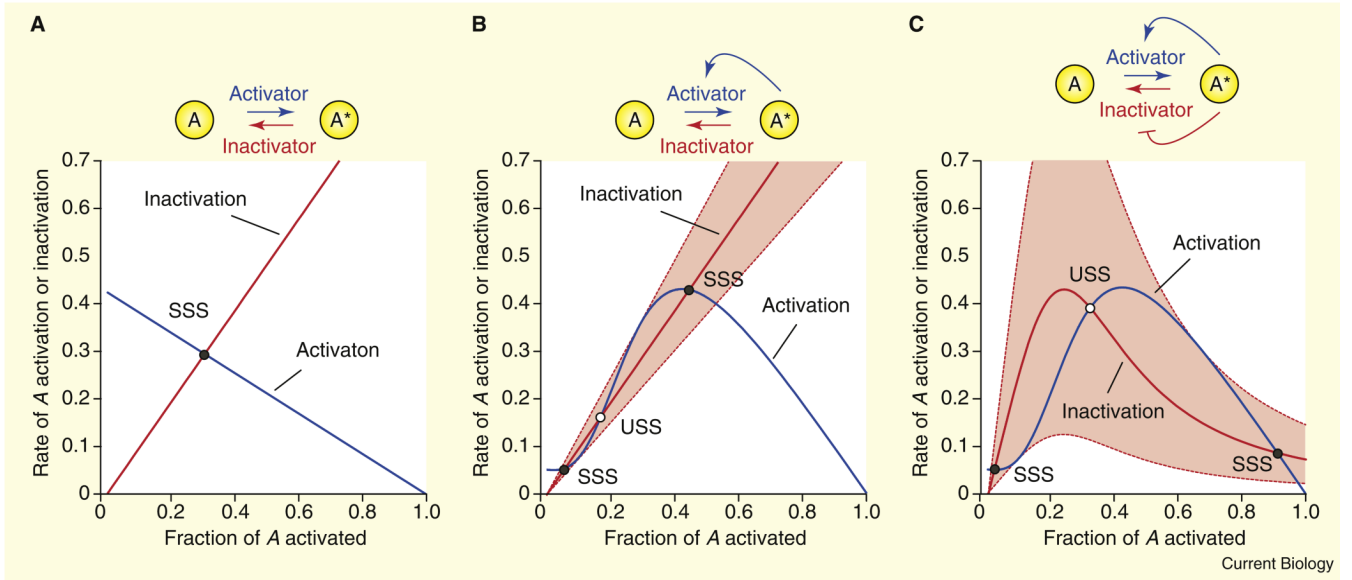 A
A
Activator
Inactivator
A*
Rate of A activation or inactivation
0.7
0.6
0.5
0.4
0.3
0.2
0.1
0
Inactivation
SSS
Activaton
0
0.2
0.4
0.6
0.8
1.0
Fraction of A activated
B
A
Activator
Inactivator
A*
Rate of A activation or inactivation
0.7
0.6
0.5
0.4
0.3
0.2
0.1
0
Inactivation
SSS
Activation
USS
SSS
0
0.2
0.4
0.6
0.8
1.0
Fraction of A activated
C
A
Activator
Inactivator
A*
Rate of A activation or inactivation
0.7
0.6
0.5
0.4
0.3
0.2
0.1
0
Activation
USS
Inactivation
SSS
SSS
0
0.2
0.4
0.6
0.8
1.0
Fraction of A activated
Current Biology